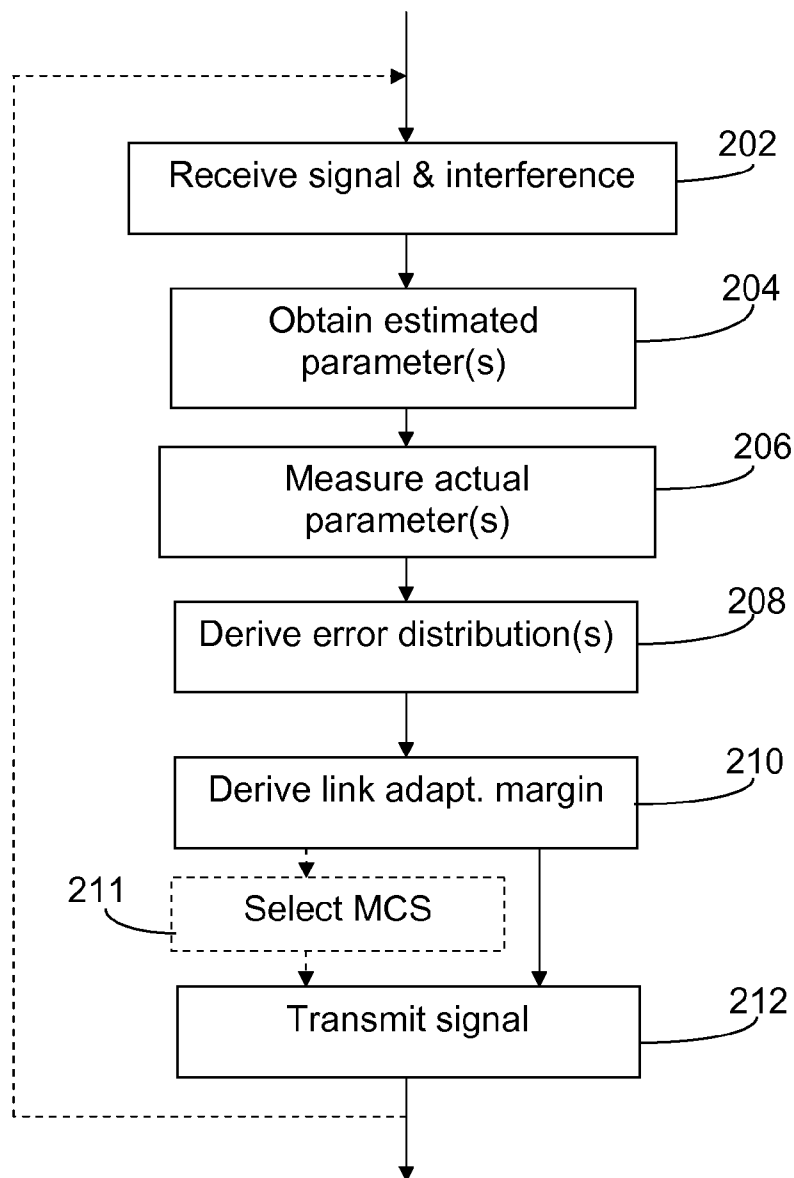 202
Receive signal & interference
204
Obtain estimated
parameter(s)
206
Measure actual
parameter(s)
208
Derive error distribution(s)
210
Derive link adapt. margin
211
Select MCS
212
Transmit signal